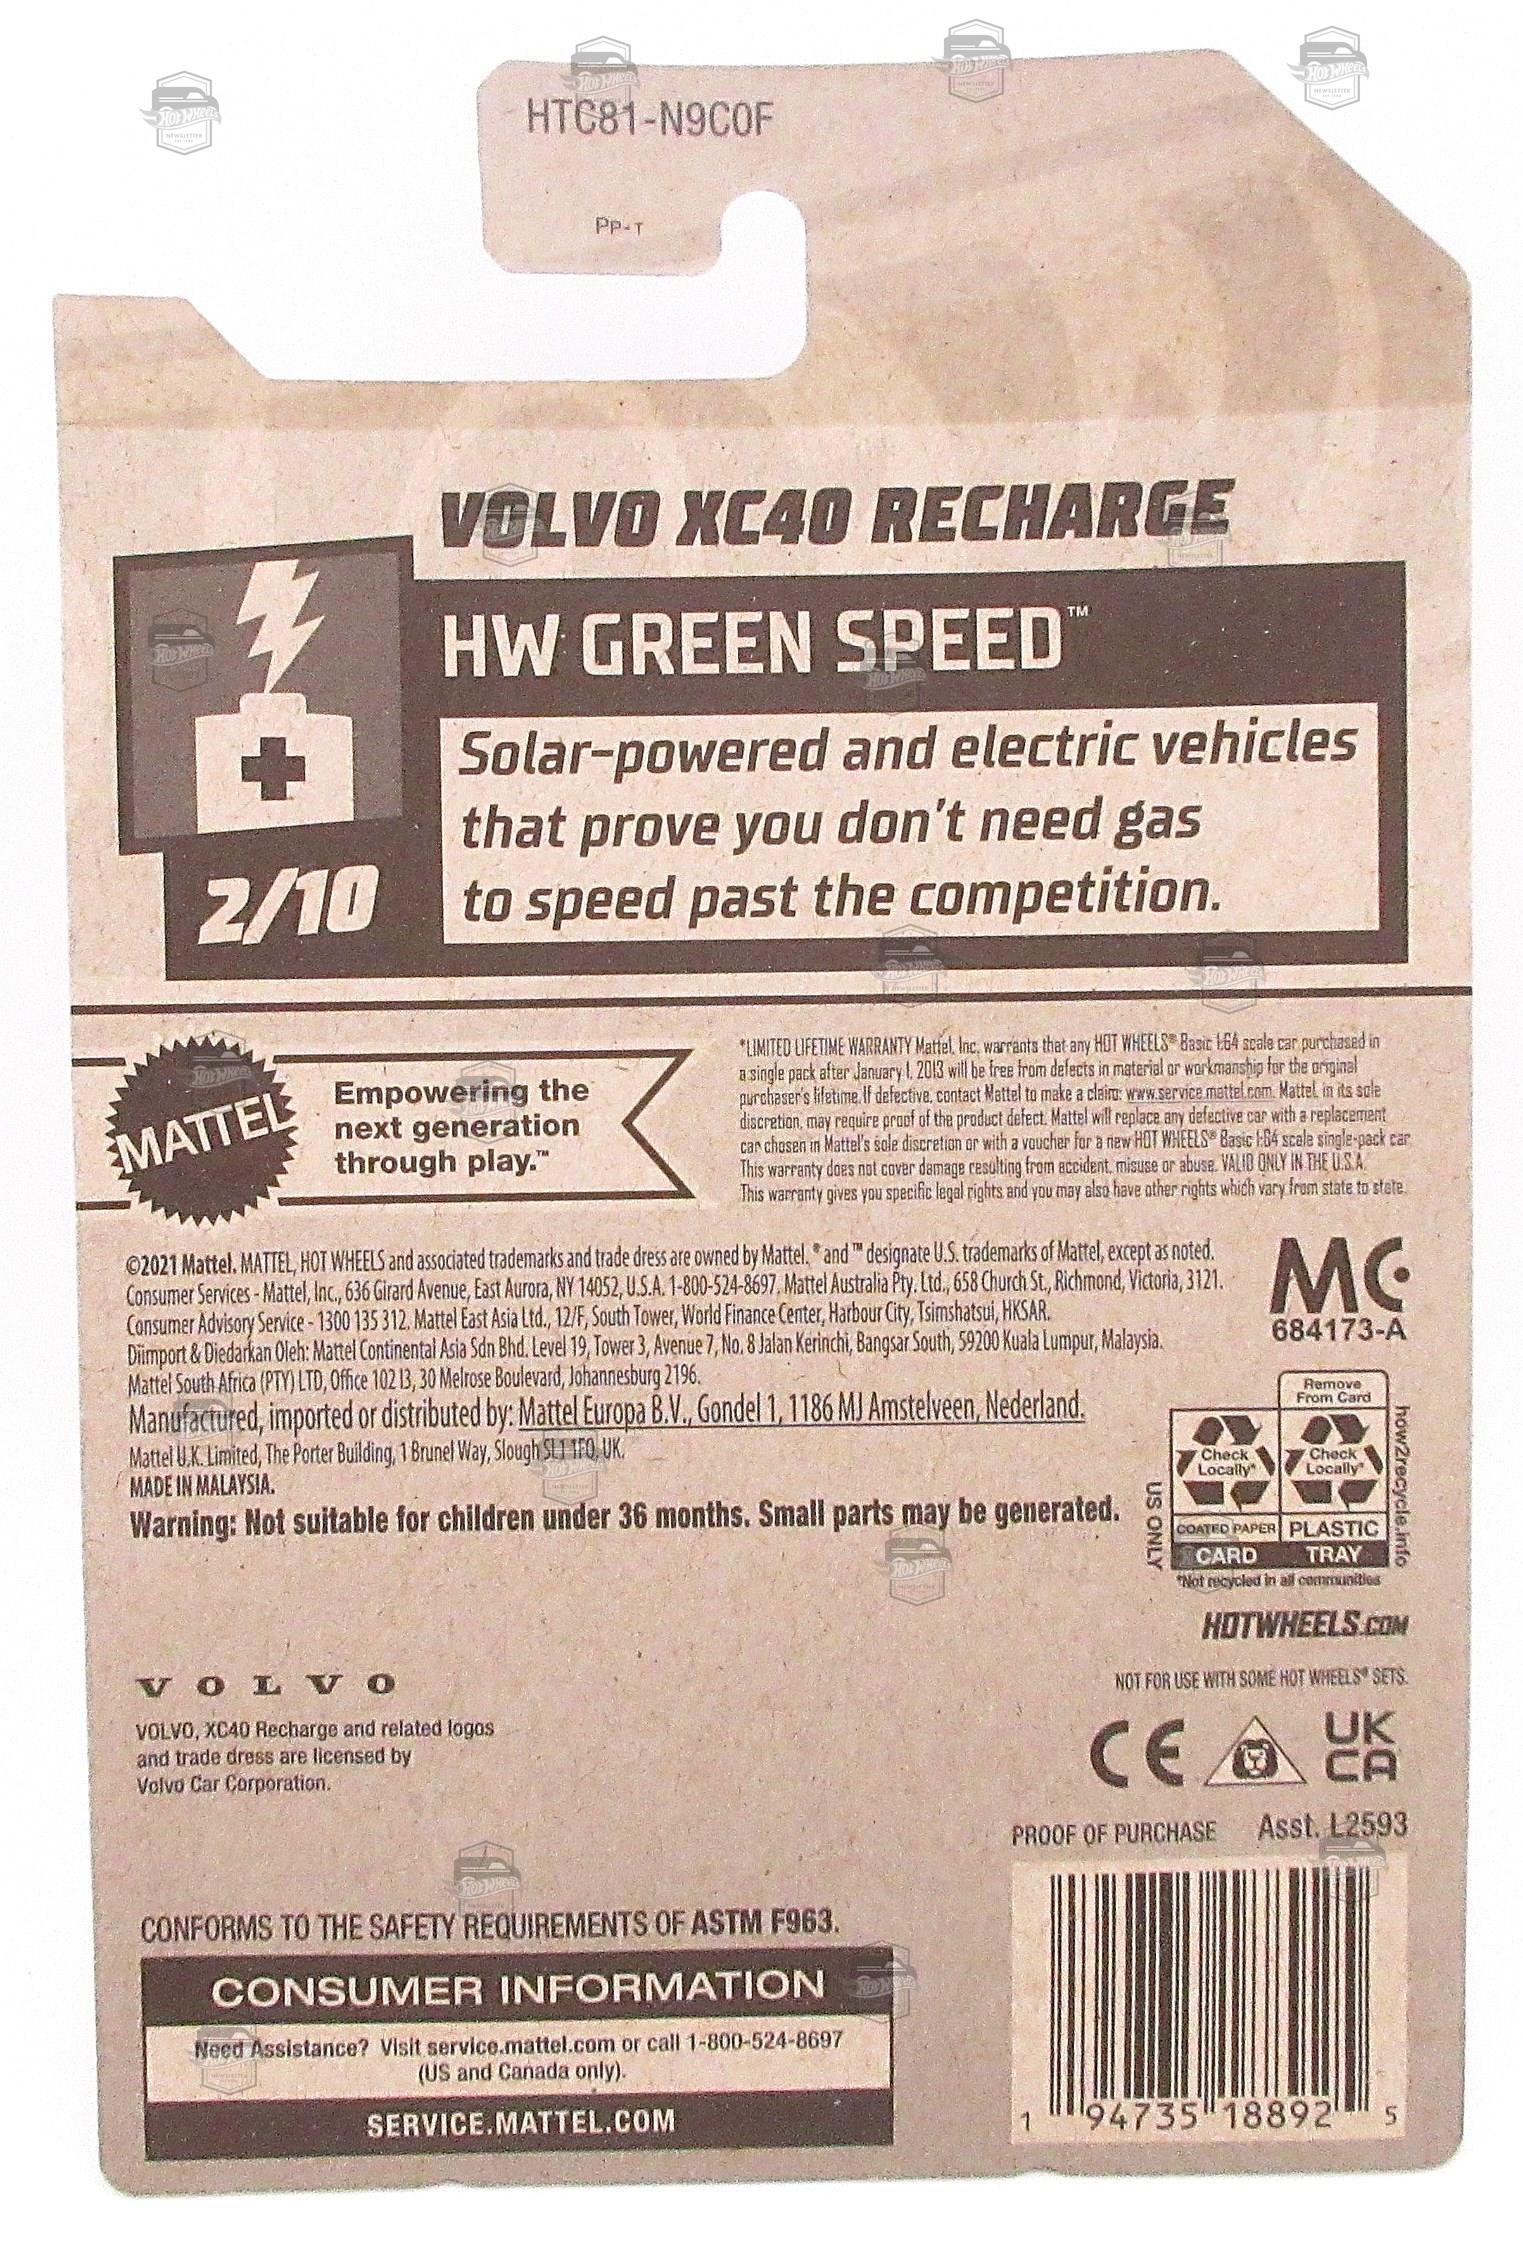 HTC81-N9C0F
PP-T
VOLVO XC40 RECHARGE
HW GREEN SPEED™
Solar-powered and electric vehicles
that prove you don't need gas
to speed past the competition.
2/10
MATTEL
Empowering the
next generation
through play.™
*LIMITED LIFETIME WARRANTY Mattel, Inc. warrants that any HOT WHEELS® Basic 1:64 scale car purchased in
a single pack after January 1, 2013 will be free from defects in material or workmanship for the original
purchaser's lifetime. If defective, contact Mattel to make a claim: www.service.mattel.com. Mattel, in its sole
discretion, may require proof of the product defect. Mattel will replace any defective car with a replacement
car chosen in Mattel's sole discretion or with a voucher for a new HOT WHEELS® Basic 1:64 scale single-pack car.
This warranty does not cover damage resulting from accident, misuse or abuse. VALID ONLY IN THE U.S.A.
This warranty gives you specific legal rights and you may also have other rights which vary from state to state.
©2021 Mattel. MATTEL, HOT WHEELS and associated trademarks and trade dress are owned by Mattel. ® and ™ designate U.S. trademarks of Mattel, except as noted.
Consumer Services - Mattel, Inc., 636 Girard Avenue, East Aurora, NY 14052, U.S.A. 1-800-524-8697. Mattel Australia Pty. Ltd., 658 Church St., Richmond, Victoria, 3121.
Consumer Advisory Service - 1300 135 312. Mattel East Asia Ltd., 12/F, South Tower, World Finance Center, Harbour City, Tsimshatsui, HKSAR.
Diimport & Diedarkan Oleh: Mattel Continental Asia Sdn Bhd. Level 19, Tower 3, Avenue 7, No. 8 Jalan Kerinchi, Bangsar South, 59200 Kuala Lumpur, Malaysia.
Mattel South Africa (PTY) LTD, Office 102 I3, 30 Melrose Boulevard, Johannesburg 2196.
Manufactured, imported or distributed by: Mattel Europa B.V., Gondel 1, 1186 MJ Amstelveen, Nederland.
Mattel U.K. Limited, The Porter Building, 1 Brunel Way, Slough SL1 1FQ, UK.
MADE IN MALAYSIA.
Warning: Not suitable for children under 36 months. Small parts may be generated.
MC
684173-A
Remove
From Card
Check
Locally*
Check
Locally*
COATED PAPER
PLASTIC
CARD
TRAY
US ONLY
how2recycle.info
*Not recycled in all communities
HOTWHEELS.COM
NOT FOR USE WITH SOME HOT WHEELS® SETS.
VOLVO
VOLVO, XC40 Recharge and related logos
and trade dress are licensed by
Volvo Car Corporation.
CE
UK
CA
PROOF OF PURCHASE Asst. L2593
CONFORMS TO THE SAFETY REQUIREMENTS OF ASTM F963.
CONSUMER INFORMATION
Need Assistance? Visit service.mattel.com or call 1-800-524-8697
(US and Canada only).
SERVICE.MATTEL.COM
1 94735 18892 5